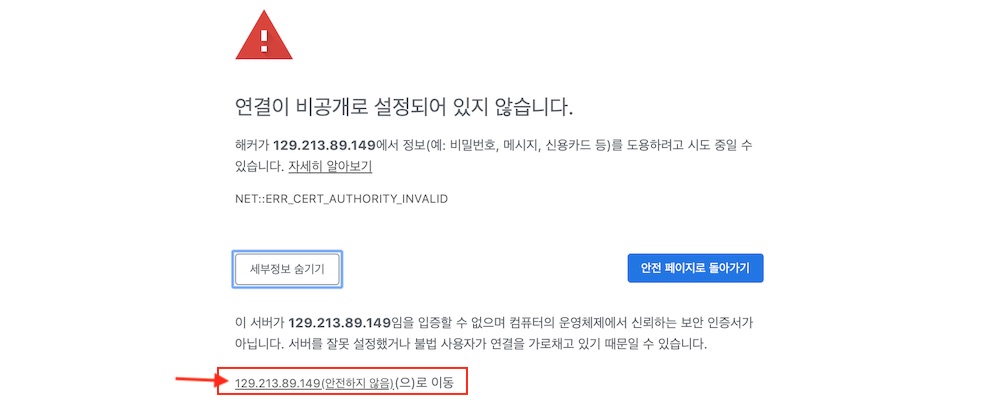 연결이 비공개로 설정되어 있지 않습니다.
해커가 129.213.89.149에서 정보(예: 비밀번호, 메시지, 신용카드 등)를 도용하려고 시도 중일 수
있습니다. 자세히 알아보기
NET::ERR_CERT_AUTHORITY_INVALID
세부정보 숨기기
안전 페이지로 돌아가기
이 서버가 129.213.89.149임을 입증할 수 없으며 컴퓨터의 운영체제에서 신뢰하는 보안 인증서가
아닙니다. 서버를 잘못 설정했거나 불법 사용자가 연결을 가로채고 있기 때문일 수 있습니다.
129.213.89.149(안전하지 않음)(으)로 이동